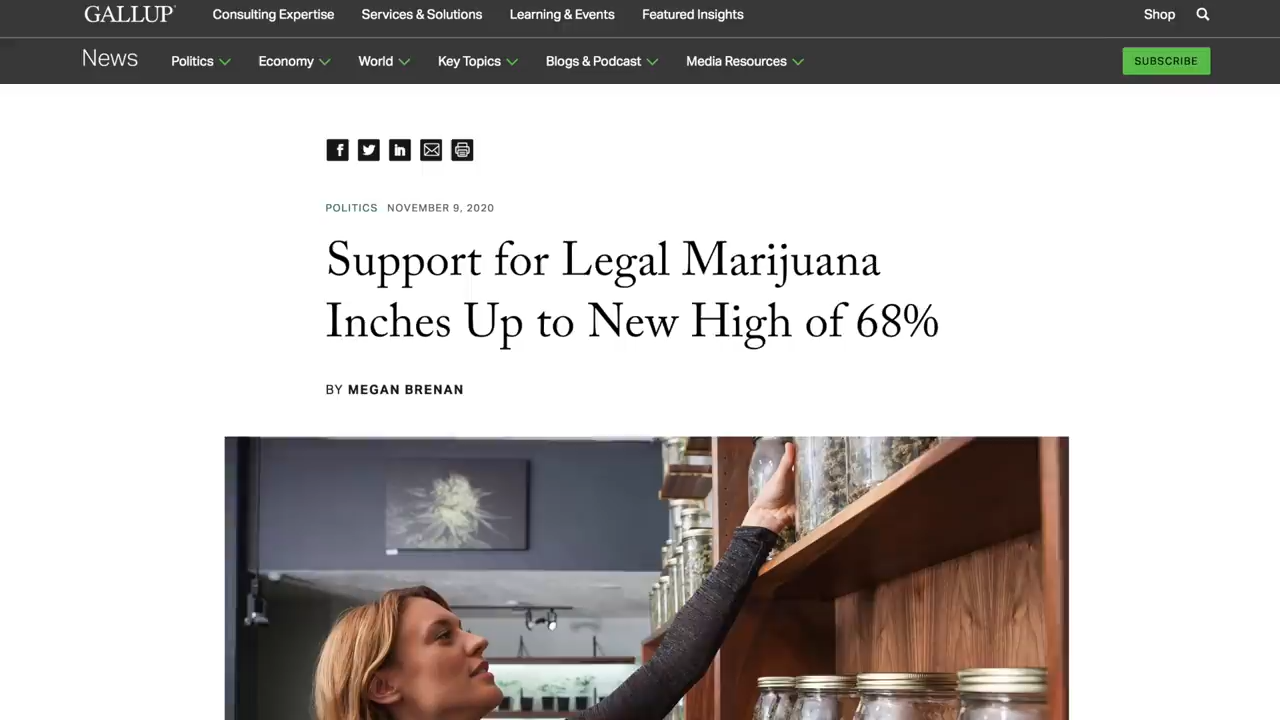 GALLUP Consulting Expertise Services & Solutions Learning & Events Featured Insights Shop
News Politics Economy World Key Topics Blogs & Podcast Media Resources SUBSCRIBE
POLITICS NOVEMBER 9, 2020
Support for Legal Marijuana
Inches Up to New High of 68%
BY MEGAN BRENAN